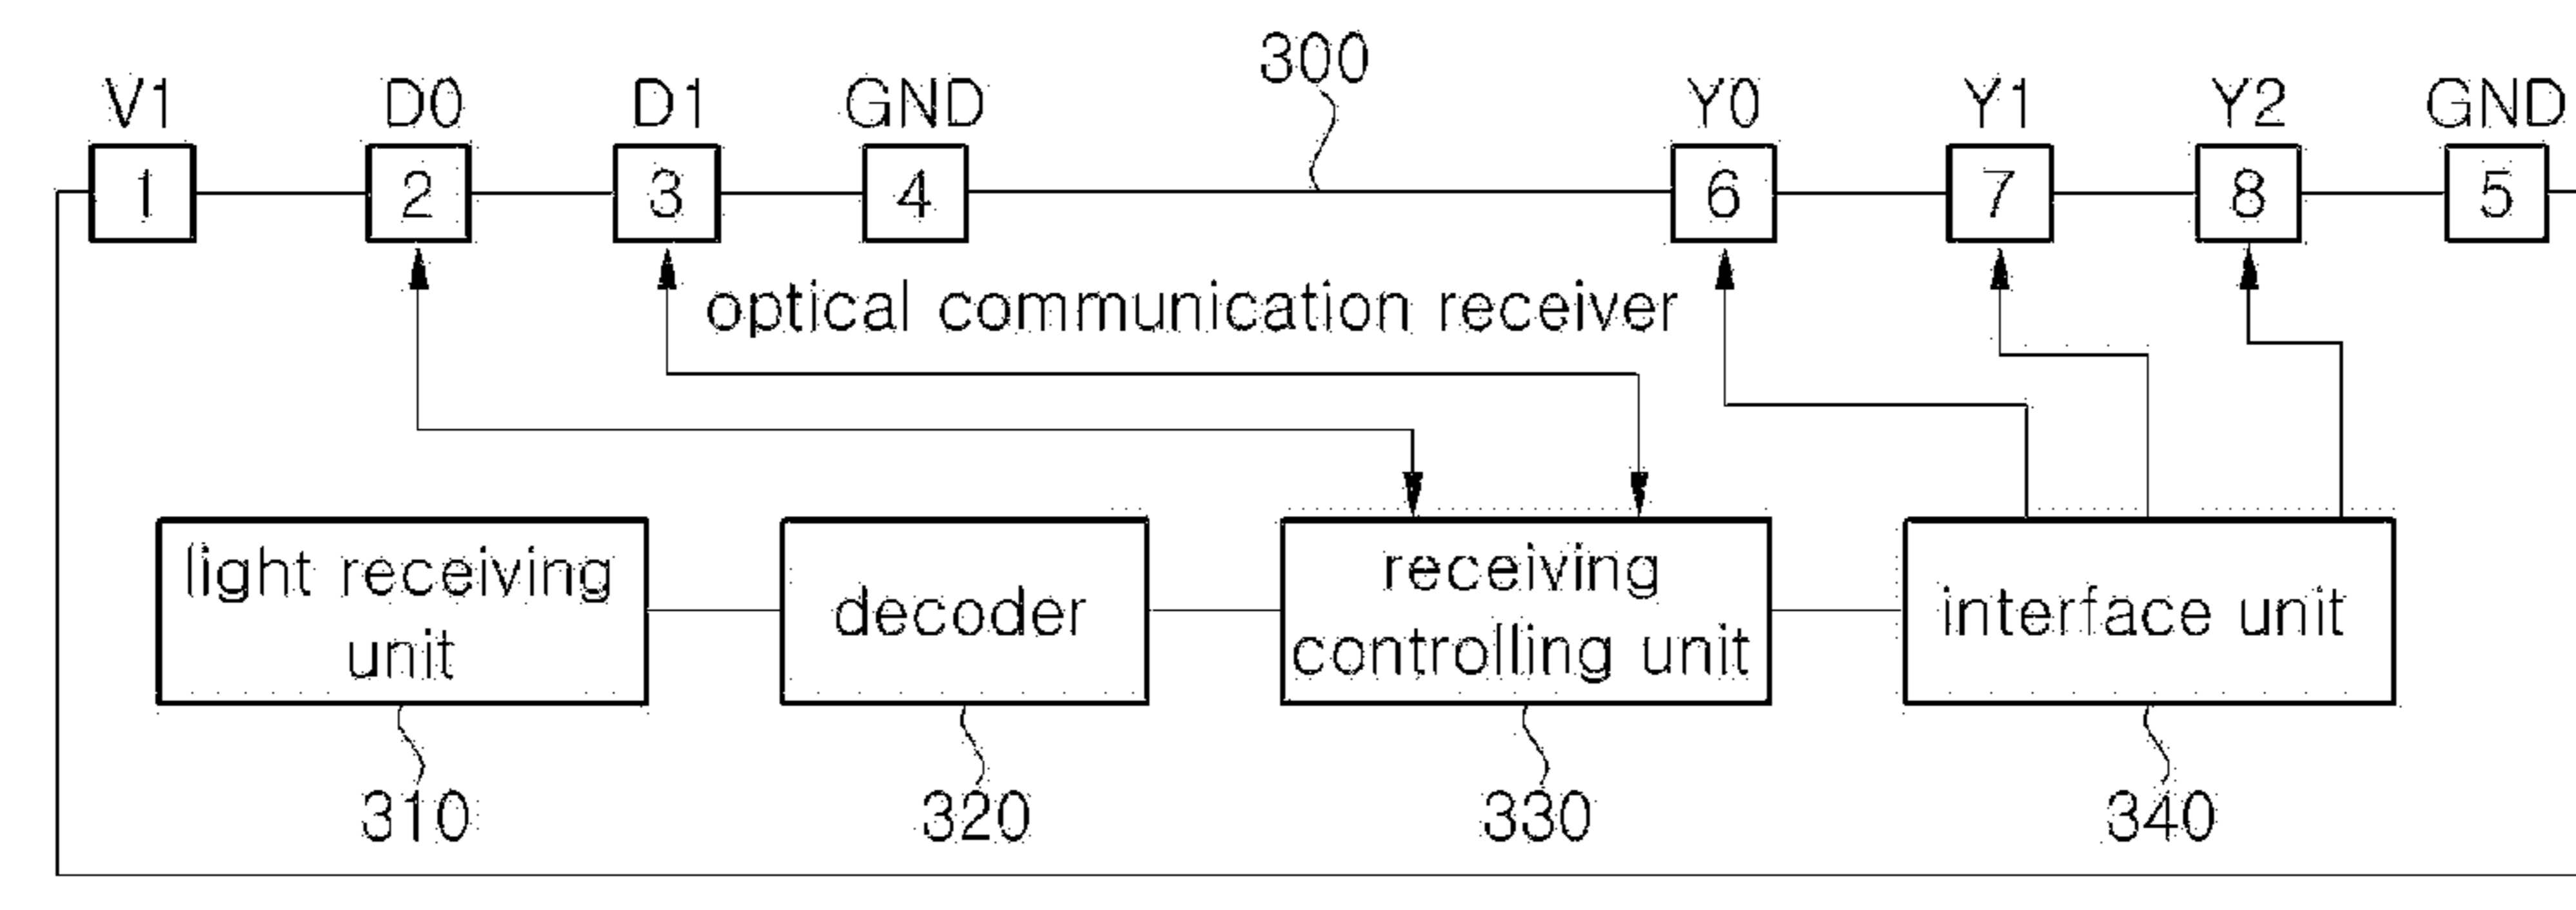 300
V1 D0 D1 GND Y0 Y1 Y2 GND
1 2 3 4 6 7 8 5
optical communication receiver
light receiving
unit
decoder
receiving
controlling unit
interface unit
310 320 330 340